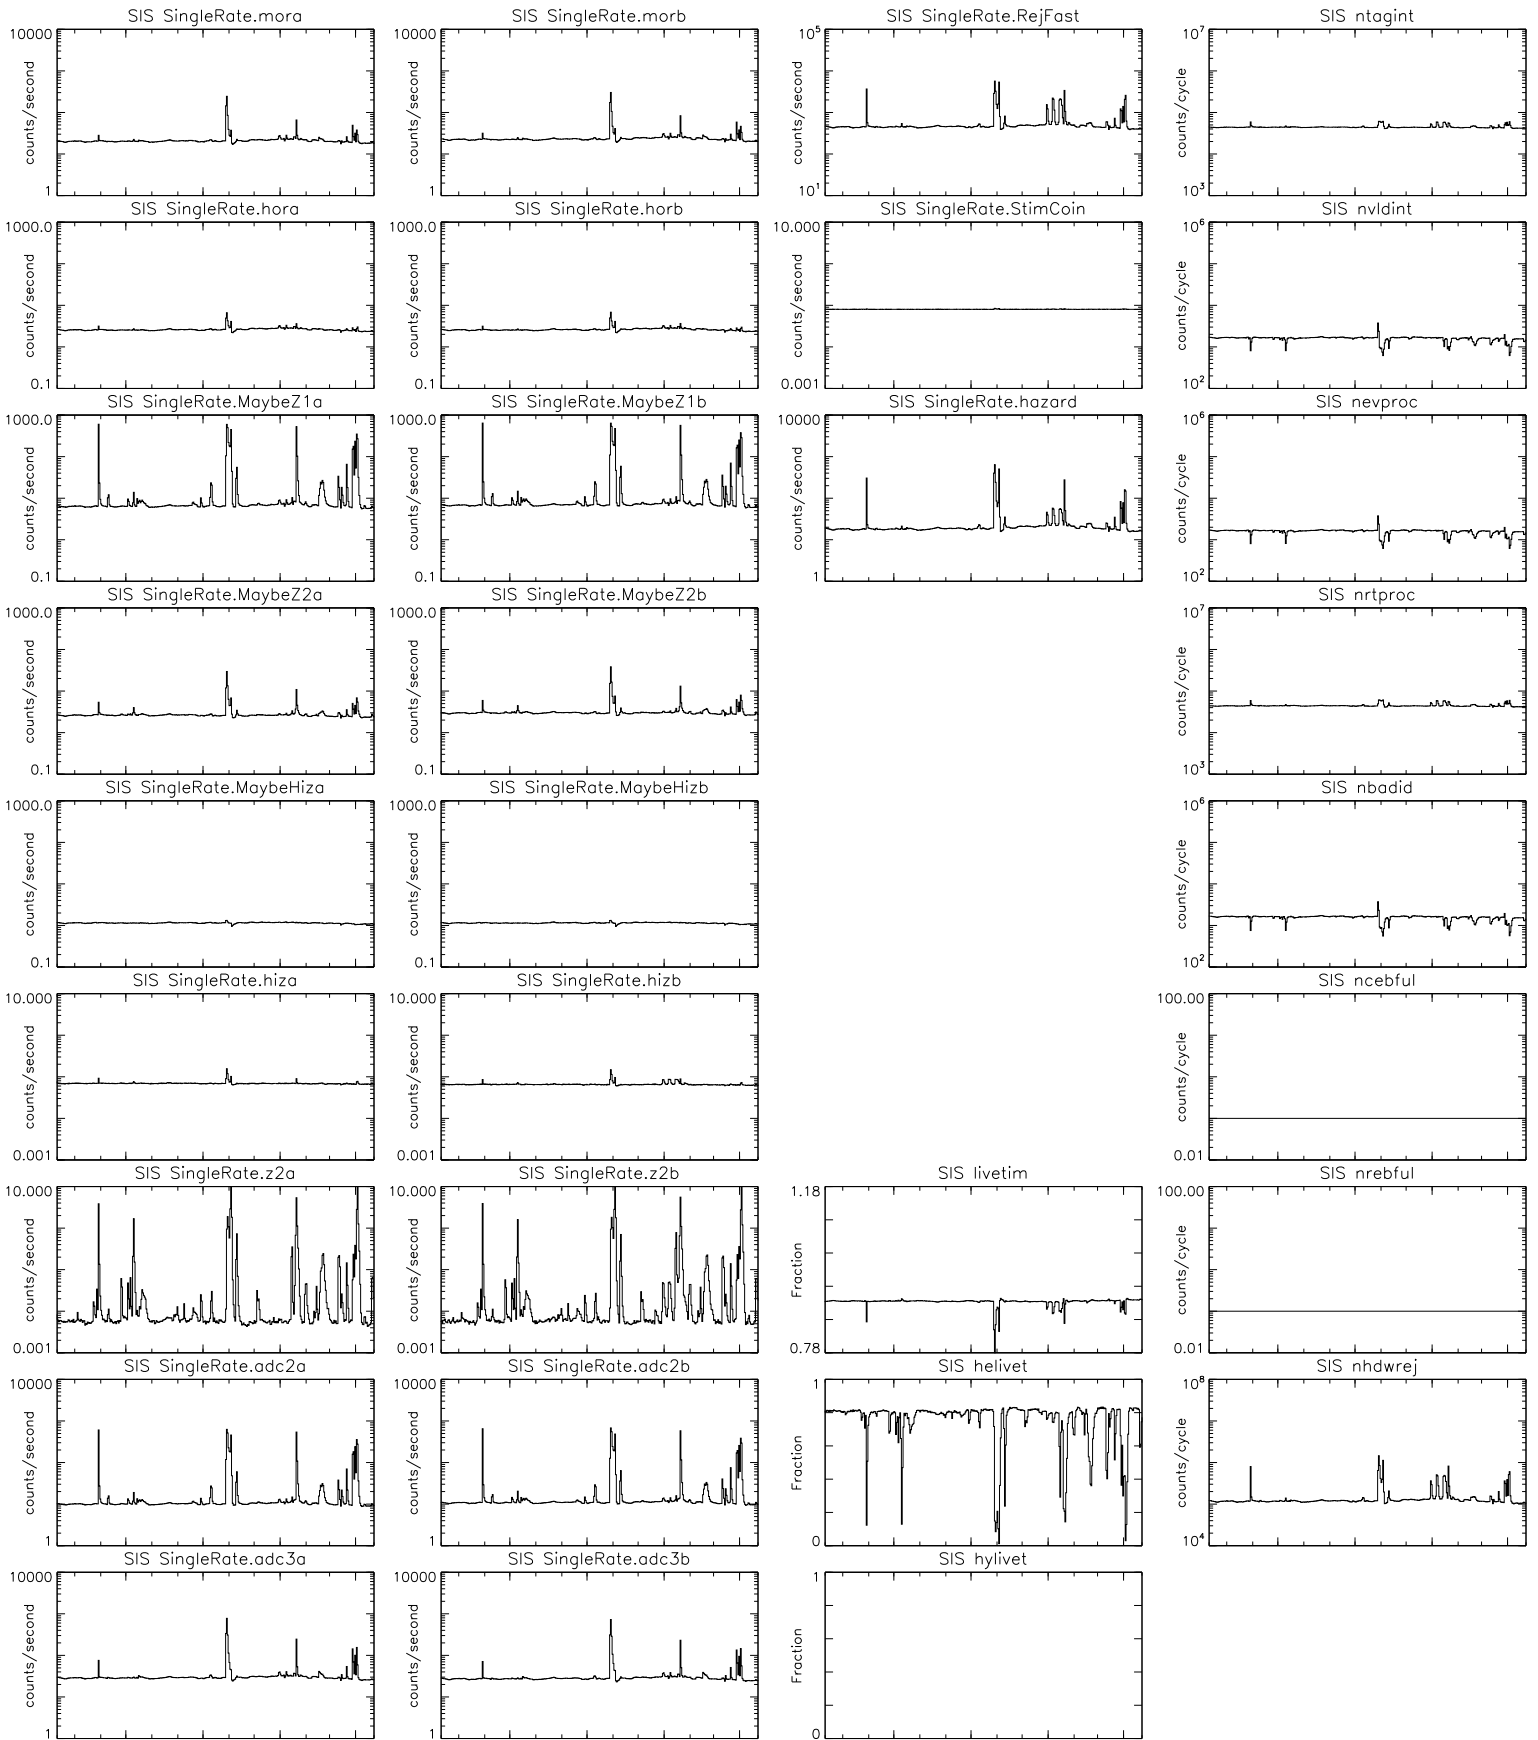 SIS SingleRate.mora
10000
counts/second
1
SIS SingleRate.morb
10000
counts/second
1
SIS SingleRate.RejFast
10^5
counts/second
10^1
SIS ntagint
10^7
counts/cycle
10^3
SIS SingleRate.hora
1000.0
counts/second
0.1
SIS SingleRate.horb
1000.0
counts/second
0.1
SIS SingleRate.StimCoin
10.000
counts/second
0.001
SIS nvldint
10^6
counts/cycle
10^2
SIS SingleRate.MaybeZ1a
1000.0
counts/second
0.1
SIS SingleRate.MaybeZ1b
1000.0
counts/second
0.1
SIS SingleRate.hazard
10000
counts/second
1
SIS nevproc
10^6
counts/cycle
10^2
SIS SingleRate.MaybeZ2a
1000.0
counts/second
0.1
SIS SingleRate.MaybeZ2b
1000.0
counts/second
0.1
SIS nrtproc
10^7
counts/cycle
10^3
SIS SingleRate.MaybeHiza
1000.0
counts/second
0.1
SIS SingleRate.MaybeHizb
1000.0
counts/second
0.1
SIS nbadid
10^6
counts/cycle
10^2
SIS SingleRate.hiza
10.000
counts/second
0.001
SIS SingleRate.hizb
10.000
counts/second
0.001
SIS ncebful
100.00
counts/cycle
0.01
SIS SingleRate.z2a
10.000
counts/second
0.001
SIS SingleRate.z2b
10.000
counts/second
0.001
SIS livetim
1.18
Fraction
0.78
SIS nrebful
100.00
counts/cycle
0.01
SIS SingleRate.adc2a
10000
counts/second
1
SIS SingleRate.adc2b
10000
counts/second
1
SIS helivet
1
Fraction
0
SIS nhdwrej
10^8
counts/cycle
10^4
SIS SingleRate.adc3a
10000
counts/second
1
SIS SingleRate.adc3b
10000
counts/second
1
SIS hylivet
1
Fraction
0